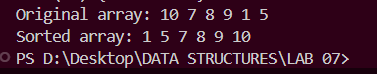 Original array: 10 7 8 9 1 5
Sorted array: 1 5 7 8 9 10
PS D:\Desktop\DATA STRUCTURES\LAB 07>